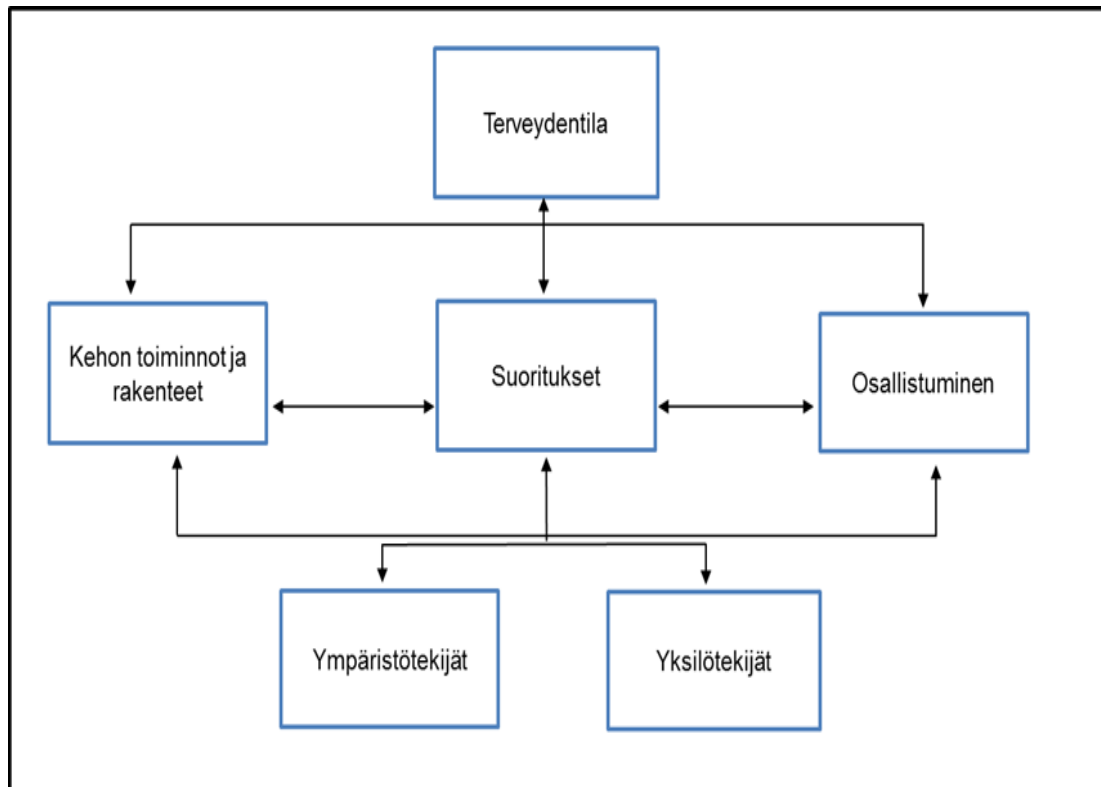 Terveydentila
Kehon toiminnot ja
rakenteet
Suoritukset
Osallistuminen
Ympäristötekijät
Yksilötekijät